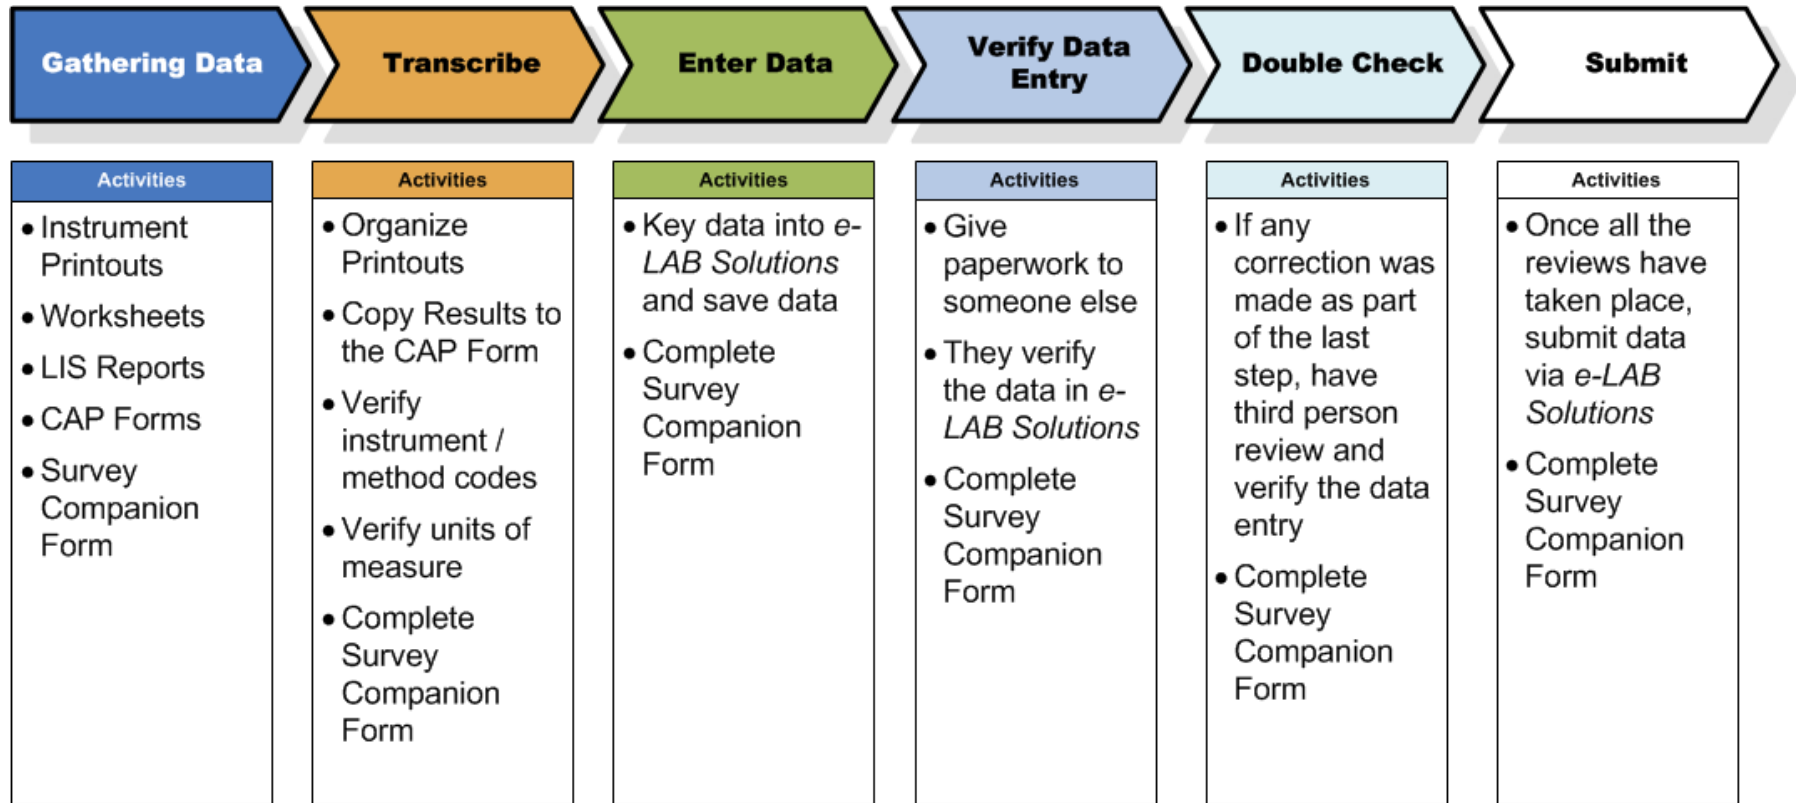 Gathering Data
Transcribe
Enter Data
Verify Data
Entry
Double Check
Submit
Activities
• Instrument
Printouts
• Worksheets
• LIS Reports
• CAP Forms
• Survey
Companion
Form
Activities
• Organize
Printouts
• Copy Results to
the CAP Form
• Verify
instrument /
method codes
• Verify units of
measure
• Complete
Survey
Companion
Form
Activities
• Key data into e-
LAB Solutions
and save data
• Complete
Survey
Companion
Form
Activities
• Give
paperwork to
someone else
• They verify
the data in e-
LAB Solutions
• Complete
Survey
Companion
Form
Activities
• If any
correction was
made as part
of the last
step, have
third person
review and
verify the data
entry
• Complete
Survey
Companion
Form
Activities
• Once all the
reviews have
taken place,
submit data
via e-LAB
Solutions
• Complete
Survey
Companion
Form